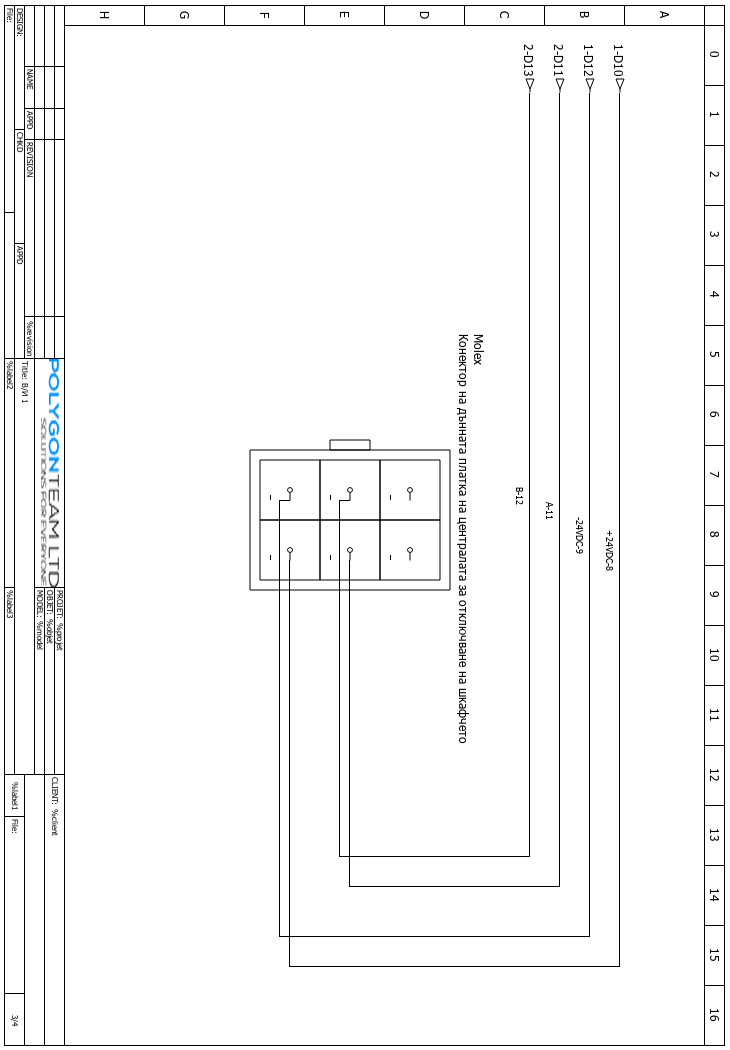 0
1
2
3
4
5
6
7
8
9
10
11
12
13
14
15
16
A
B
C
D
E
F
G
H
1-D10
1-D12
2-D11
2-D13
+24VDC-8
-24VDC-9
A-11
B-12
Molex
Конектор на дънната платка на централата за отключване на шкафчето
NAME
APPD
REVISION
%revision
DESIGN:
CHKD
APPD
File:
POLYGONTEAM LTD
SOLUTIONS FOR EVERYONE
Title: В/И 1
%label2
PROJET: %projet
OBJET: %objet
MODEL: %model
%label3
CLIENT: %client
%label1
File:
3/4